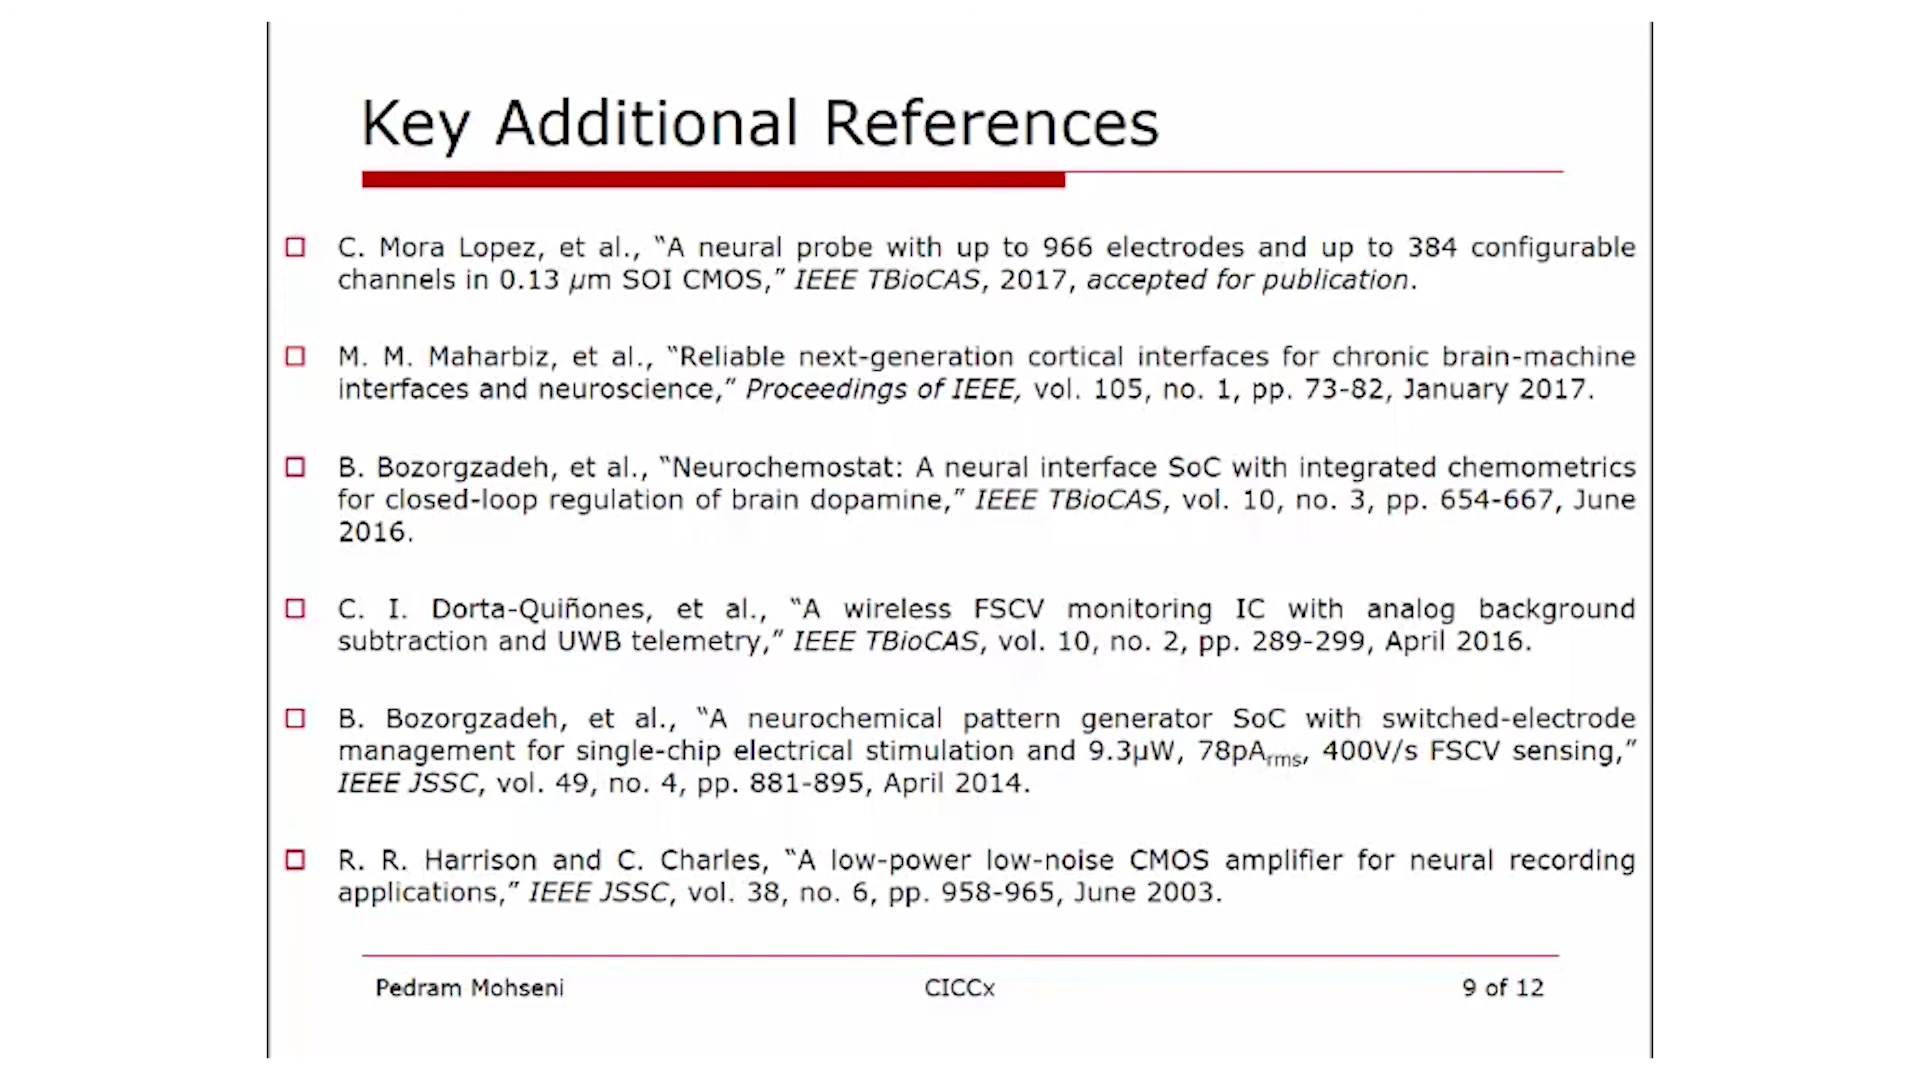 Key Additional References
C. Mora Lopez, et al., “A neural probe with up to 966 electrodes and up to 384 configurable
channels in 0.13 µm SOI CMOS,” IEEE TBioCAS, 2017, accepted for publication.
M. M. Maharbiz, et al., “Reliable next-generation cortical interfaces for chronic brain-machine
interfaces and neuroscience,” Proceedings of IEEE, vol. 105, no. 1, pp. 73-82, January 2017.
B. Bozorgzadeh, et al., “Neurochemostat: A neural interface SoC with integrated chemometrics
for closed-loop regulation of brain dopamine,” IEEE TBioCAS, vol. 10, no. 3, pp. 654-667, June
2016.
C. I. Dorta-Quiñones, et al., “A wireless FSCV monitoring IC with analog background
subtraction and UWB telemetry,” IEEE TBioCAS, vol. 10, no. 2, pp. 289-299, April 2016.
B. Bozorgzadeh, et al., “A neurochemical pattern generator SoC with switched-electrode
management for single-chip electrical stimulation and 9.3µW, 78pArms, 400V/s FSCV sensing,”
IEEE JSSC, vol. 49, no. 4, pp. 881-895, April 2014.
R. R. Harrison and C. Charles, “A low-power low-noise CMOS amplifier for neural recording
applications,” IEEE JSSC, vol. 38, no. 6, pp. 958-965, June 2003.
Pedram Mohseni CICCx 9 of 12